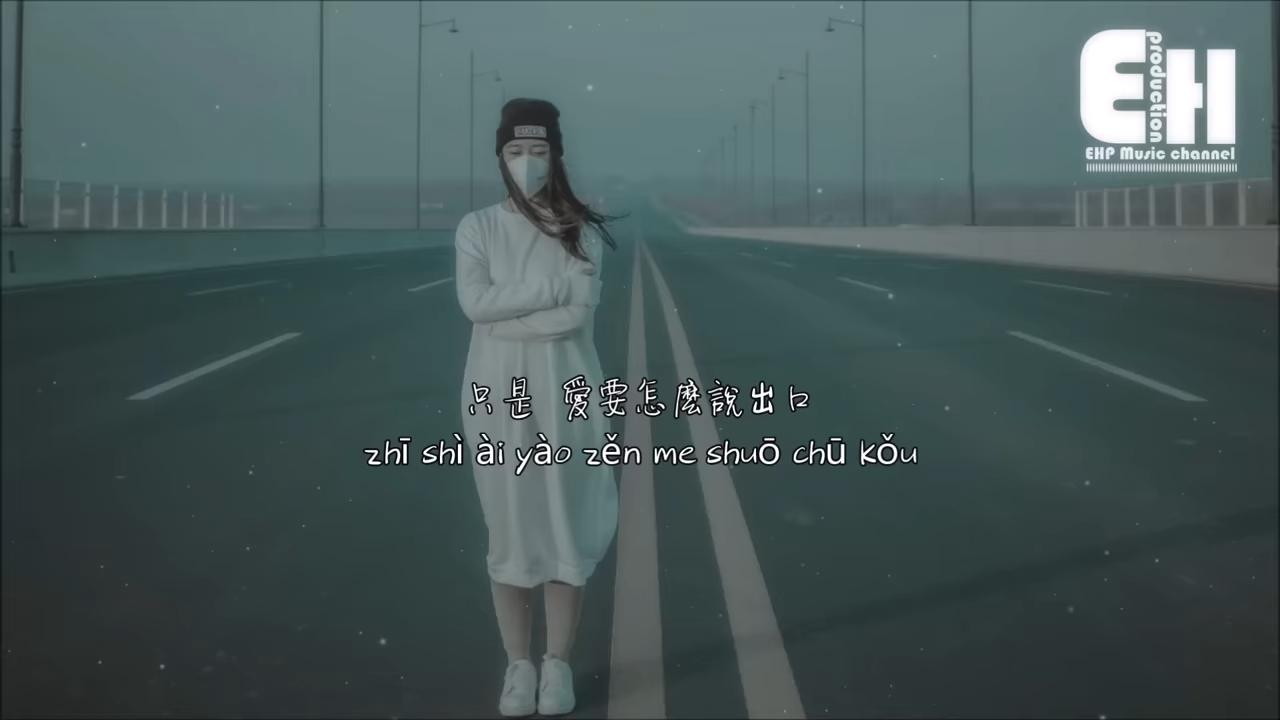 EH
production
EHP Music channel
只是 愛要怎麼說出口
zhī shì ài yào zěn me shuō chū kǒu